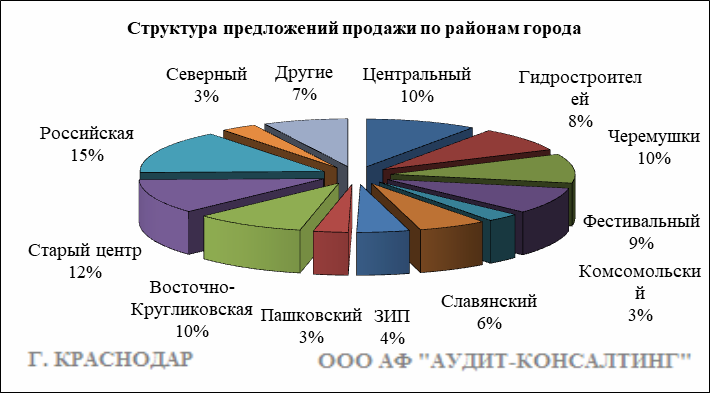 Структура предложений продажи по районам города
Северный
3%
Другие
7%
Центральный
10%
Гидростроител
ей
8%
Черемушки
10%
Фестивальный
9%
Комсомольски
й
3%
Славянский
6%
ЗИП
4%
Пашковский
3%
Восточно-
Кругликовская
10%
Старый центр
12%
Российская
15%
Г. КРАСНОДАР
ООО АФ "АУДИТ-КОНСАЛТИНГ"